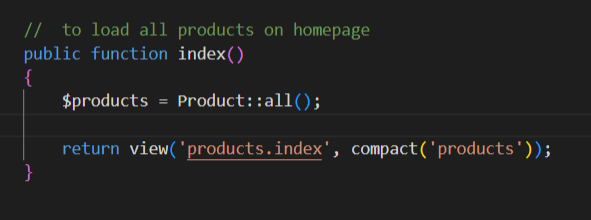 //  to load all products on homepage
public function index()
{
    $products = Product::all();
    return view('products.index', compact('products'));
}